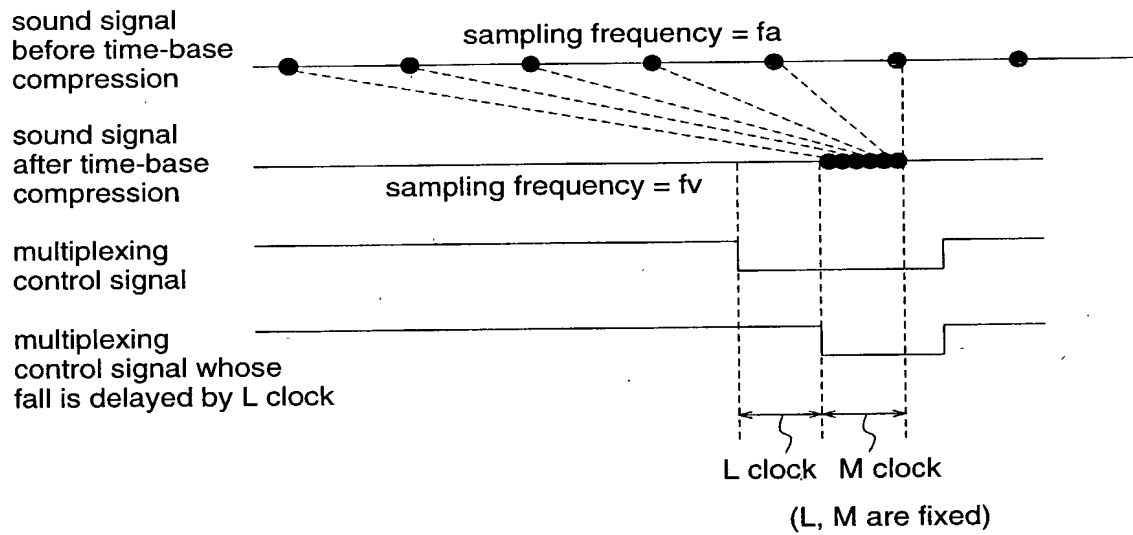 sound signal
before time-base
compression
sampling frequency = fa
sound signal
after time-base
compression
sampling frequency = fv
multiplexing
control signal
multiplexing
control signal whose
fall is delayed by L clock
L clock
M clock
(L, M are fixed)